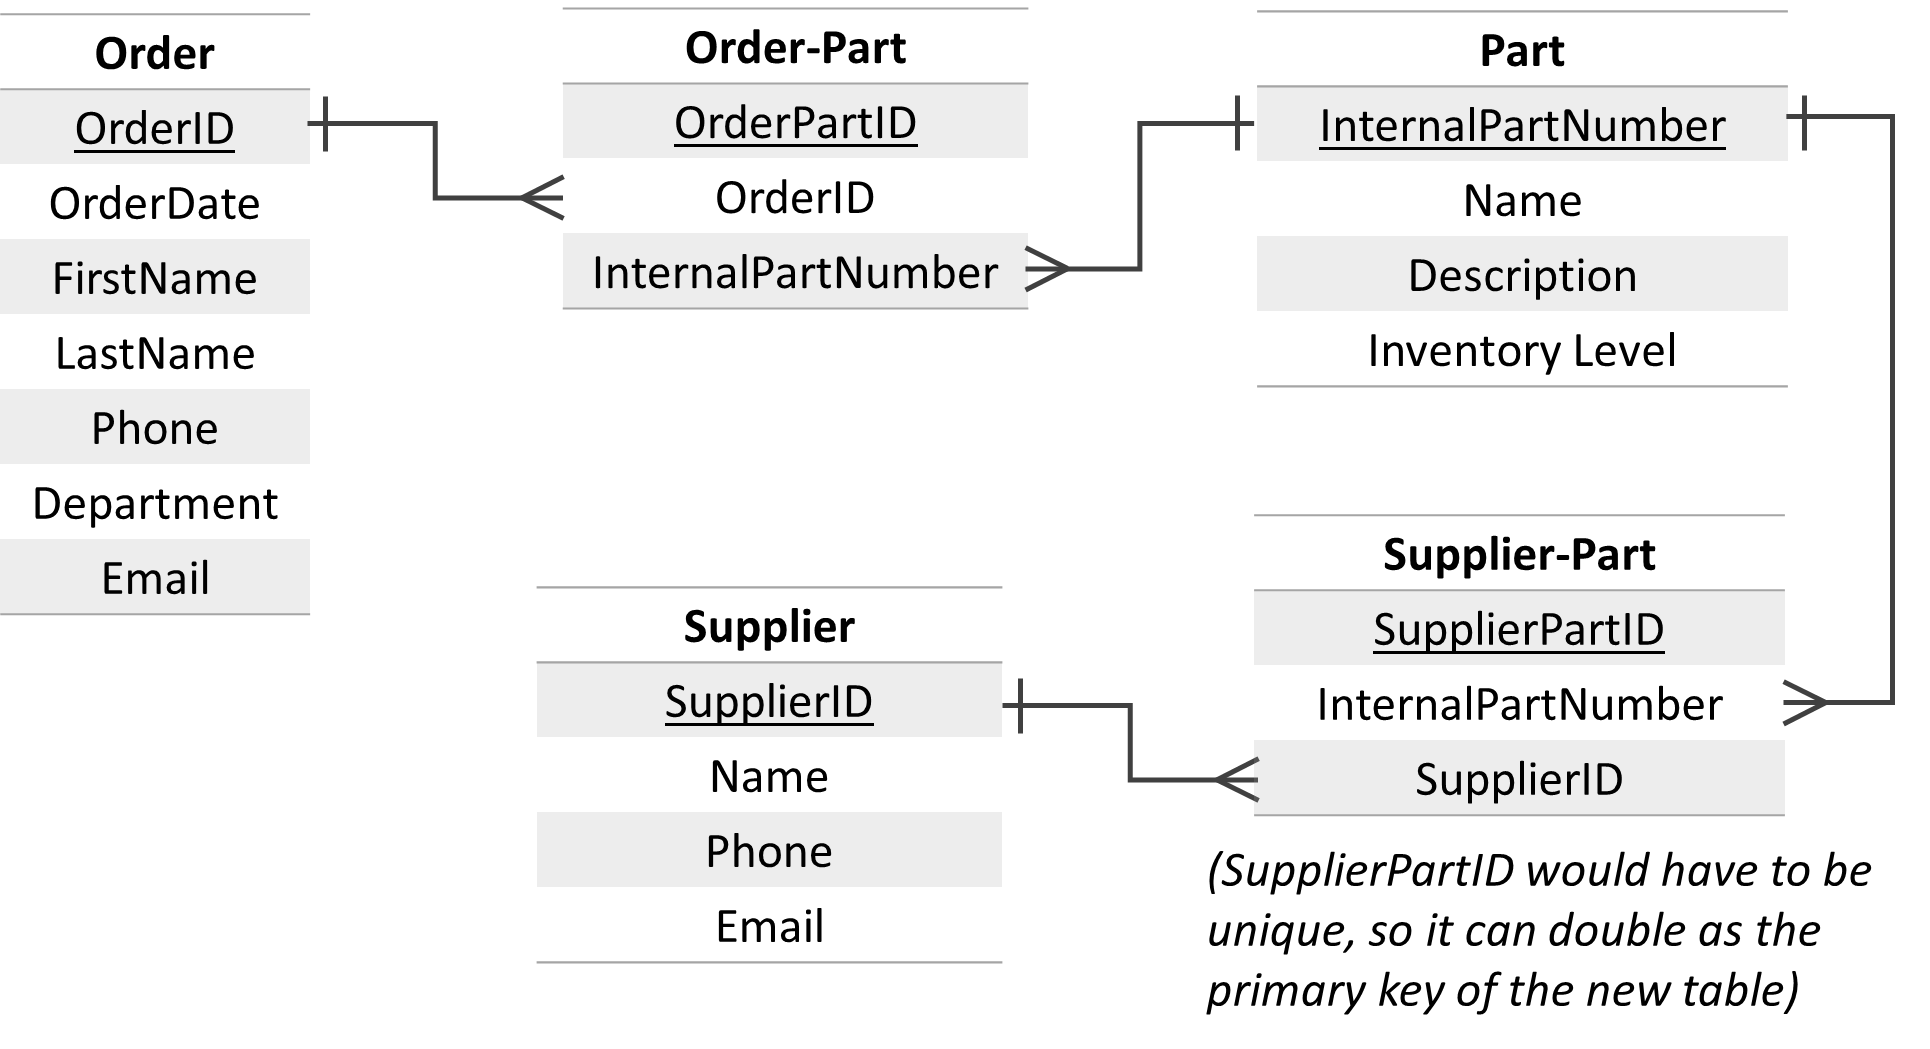 Order
OrderID
OrderDate
FirstName
LastName
Phone
Department
Email
Order-Part
OrderPartID
OrderID
InternalPartNumber
Part
InternalPartNumber
Name
Description
Inventory Level
Supplier
SupplierID
Name
Phone
Email
Supplier-Part
SupplierPartID
InternalPartNumber
SupplierID
(SupplierPartID would have to be
unique, so it can double as the
primary key of the new table)